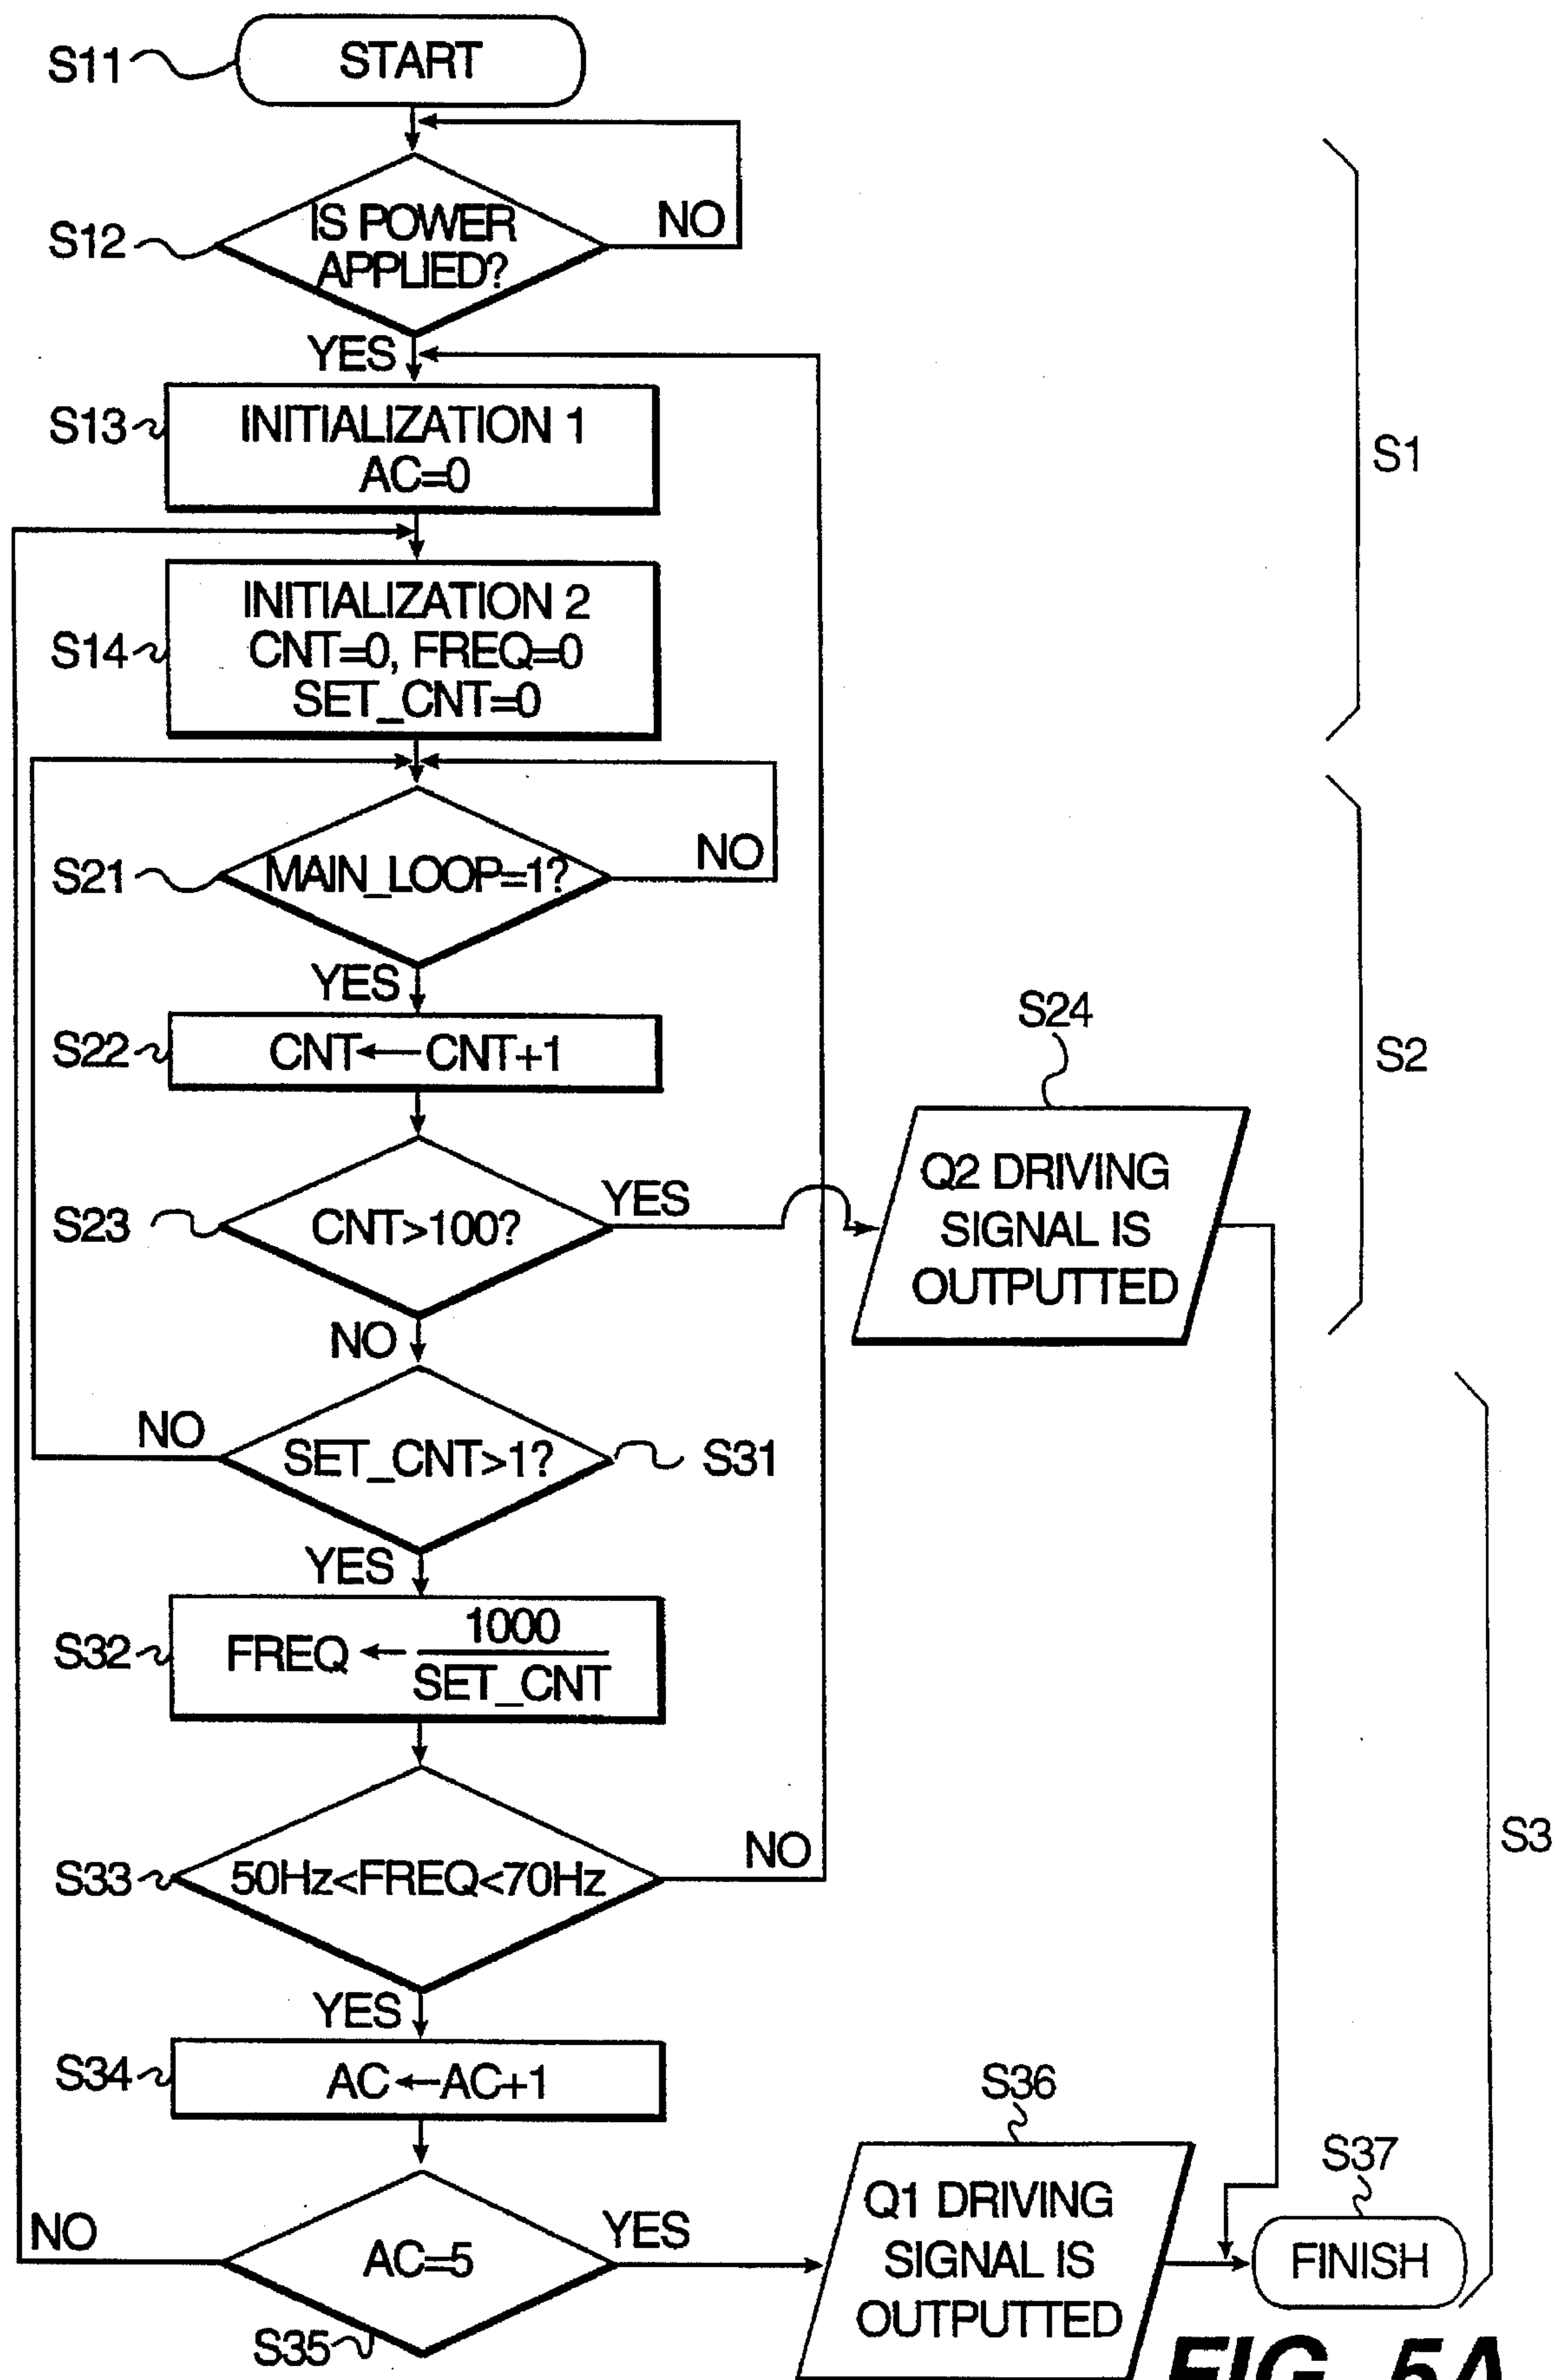 S11
START
S12
IS POWER
APPLIED?
NO
YES
S13
INITIALIZATION 1
AC=0
S1
S14
INITIALIZATION 2
CNT=0, FREQ=0
SET_CNT=0
S21
MAIN_LOOP=1?
NO
YES
S22
CNT←CNT+1
S24
S2
S23
CNT>100?
YES
Q2 DRIVING
SIGNAL IS
OUTPUTTED
NO
NO
SET_CNT>1?
S31
YES
S32
FREQ ← 1000
SET_CNT
S33
50Hz<FREQ<70Hz
NO
S3
YES
S34
AC←AC+1
S36
S37
NO
AC=5
YES
S35
Q1 DRIVING
SIGNAL IS
OUTPUTTED
FINISH
FIG. 5A